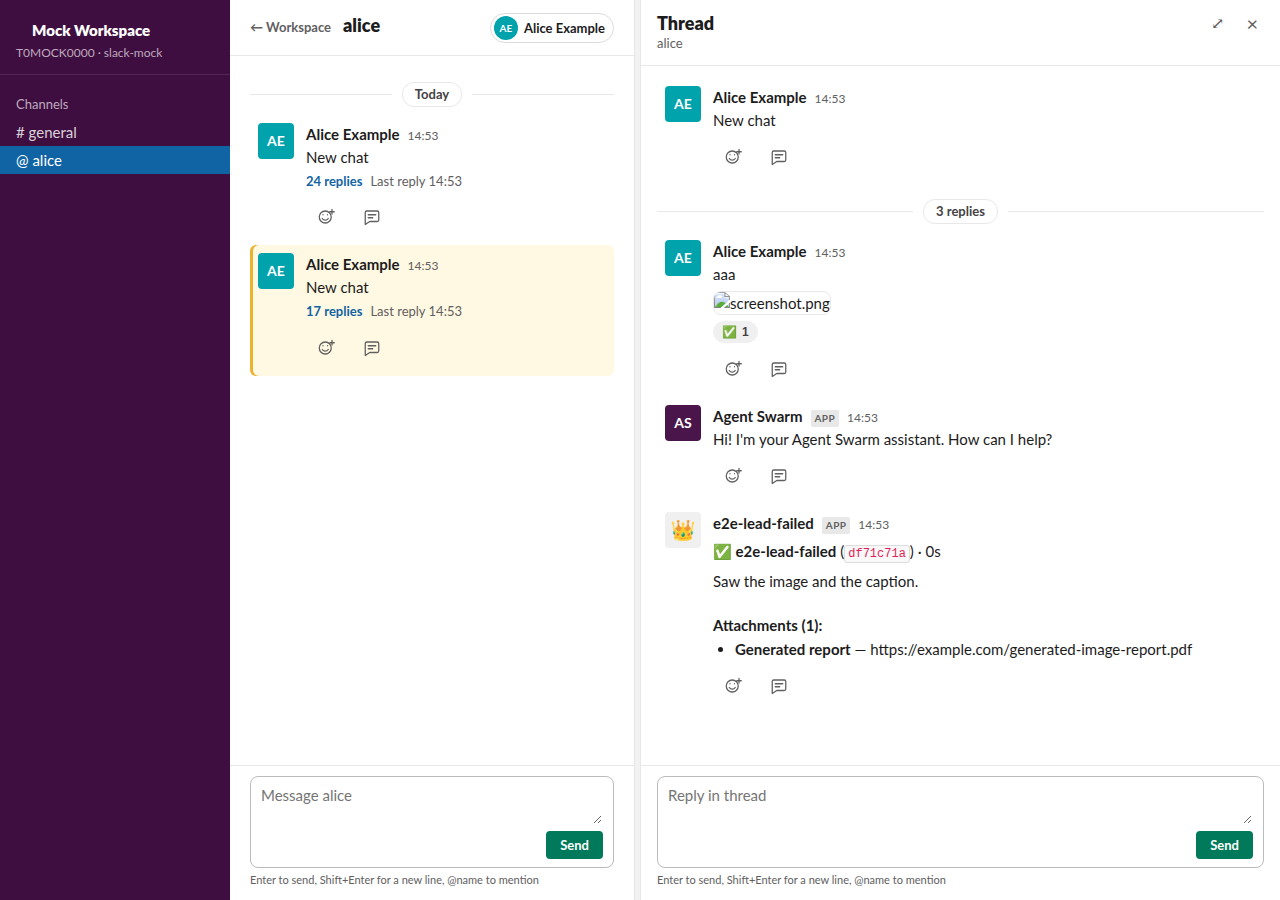 Mock Workspace
T0MOCK0000 · slack-mock
Channels
# general
@ alice
← Workspace alice
AE Alice Example
Today
AE
Alice Example 14:53
New chat
24 replies Last reply 14:53
AE
Alice Example 14:53
New chat
17 replies Last reply 14:53
Message alice
Send
Enter to send, Shift+Enter for a new line, @name to mention
Thread
alice
AE
Alice Example 14:53
New chat
3 replies
AE
Alice Example 14:53
aaa
screenshot.png
✅ 1
AS
Agent Swarm APP 14:53
Hi! I'm your Agent Swarm assistant. How can I help?
e2e-lead-failed APP 14:53
✅ e2e-lead-failed (df71c71a) · 0s
Saw the image and the caption.
Attachments (1):
• Generated report — https://example.com/generated-image-report.pdf
Reply in thread
Send
Enter to send, Shift+Enter for a new line, @name to mention